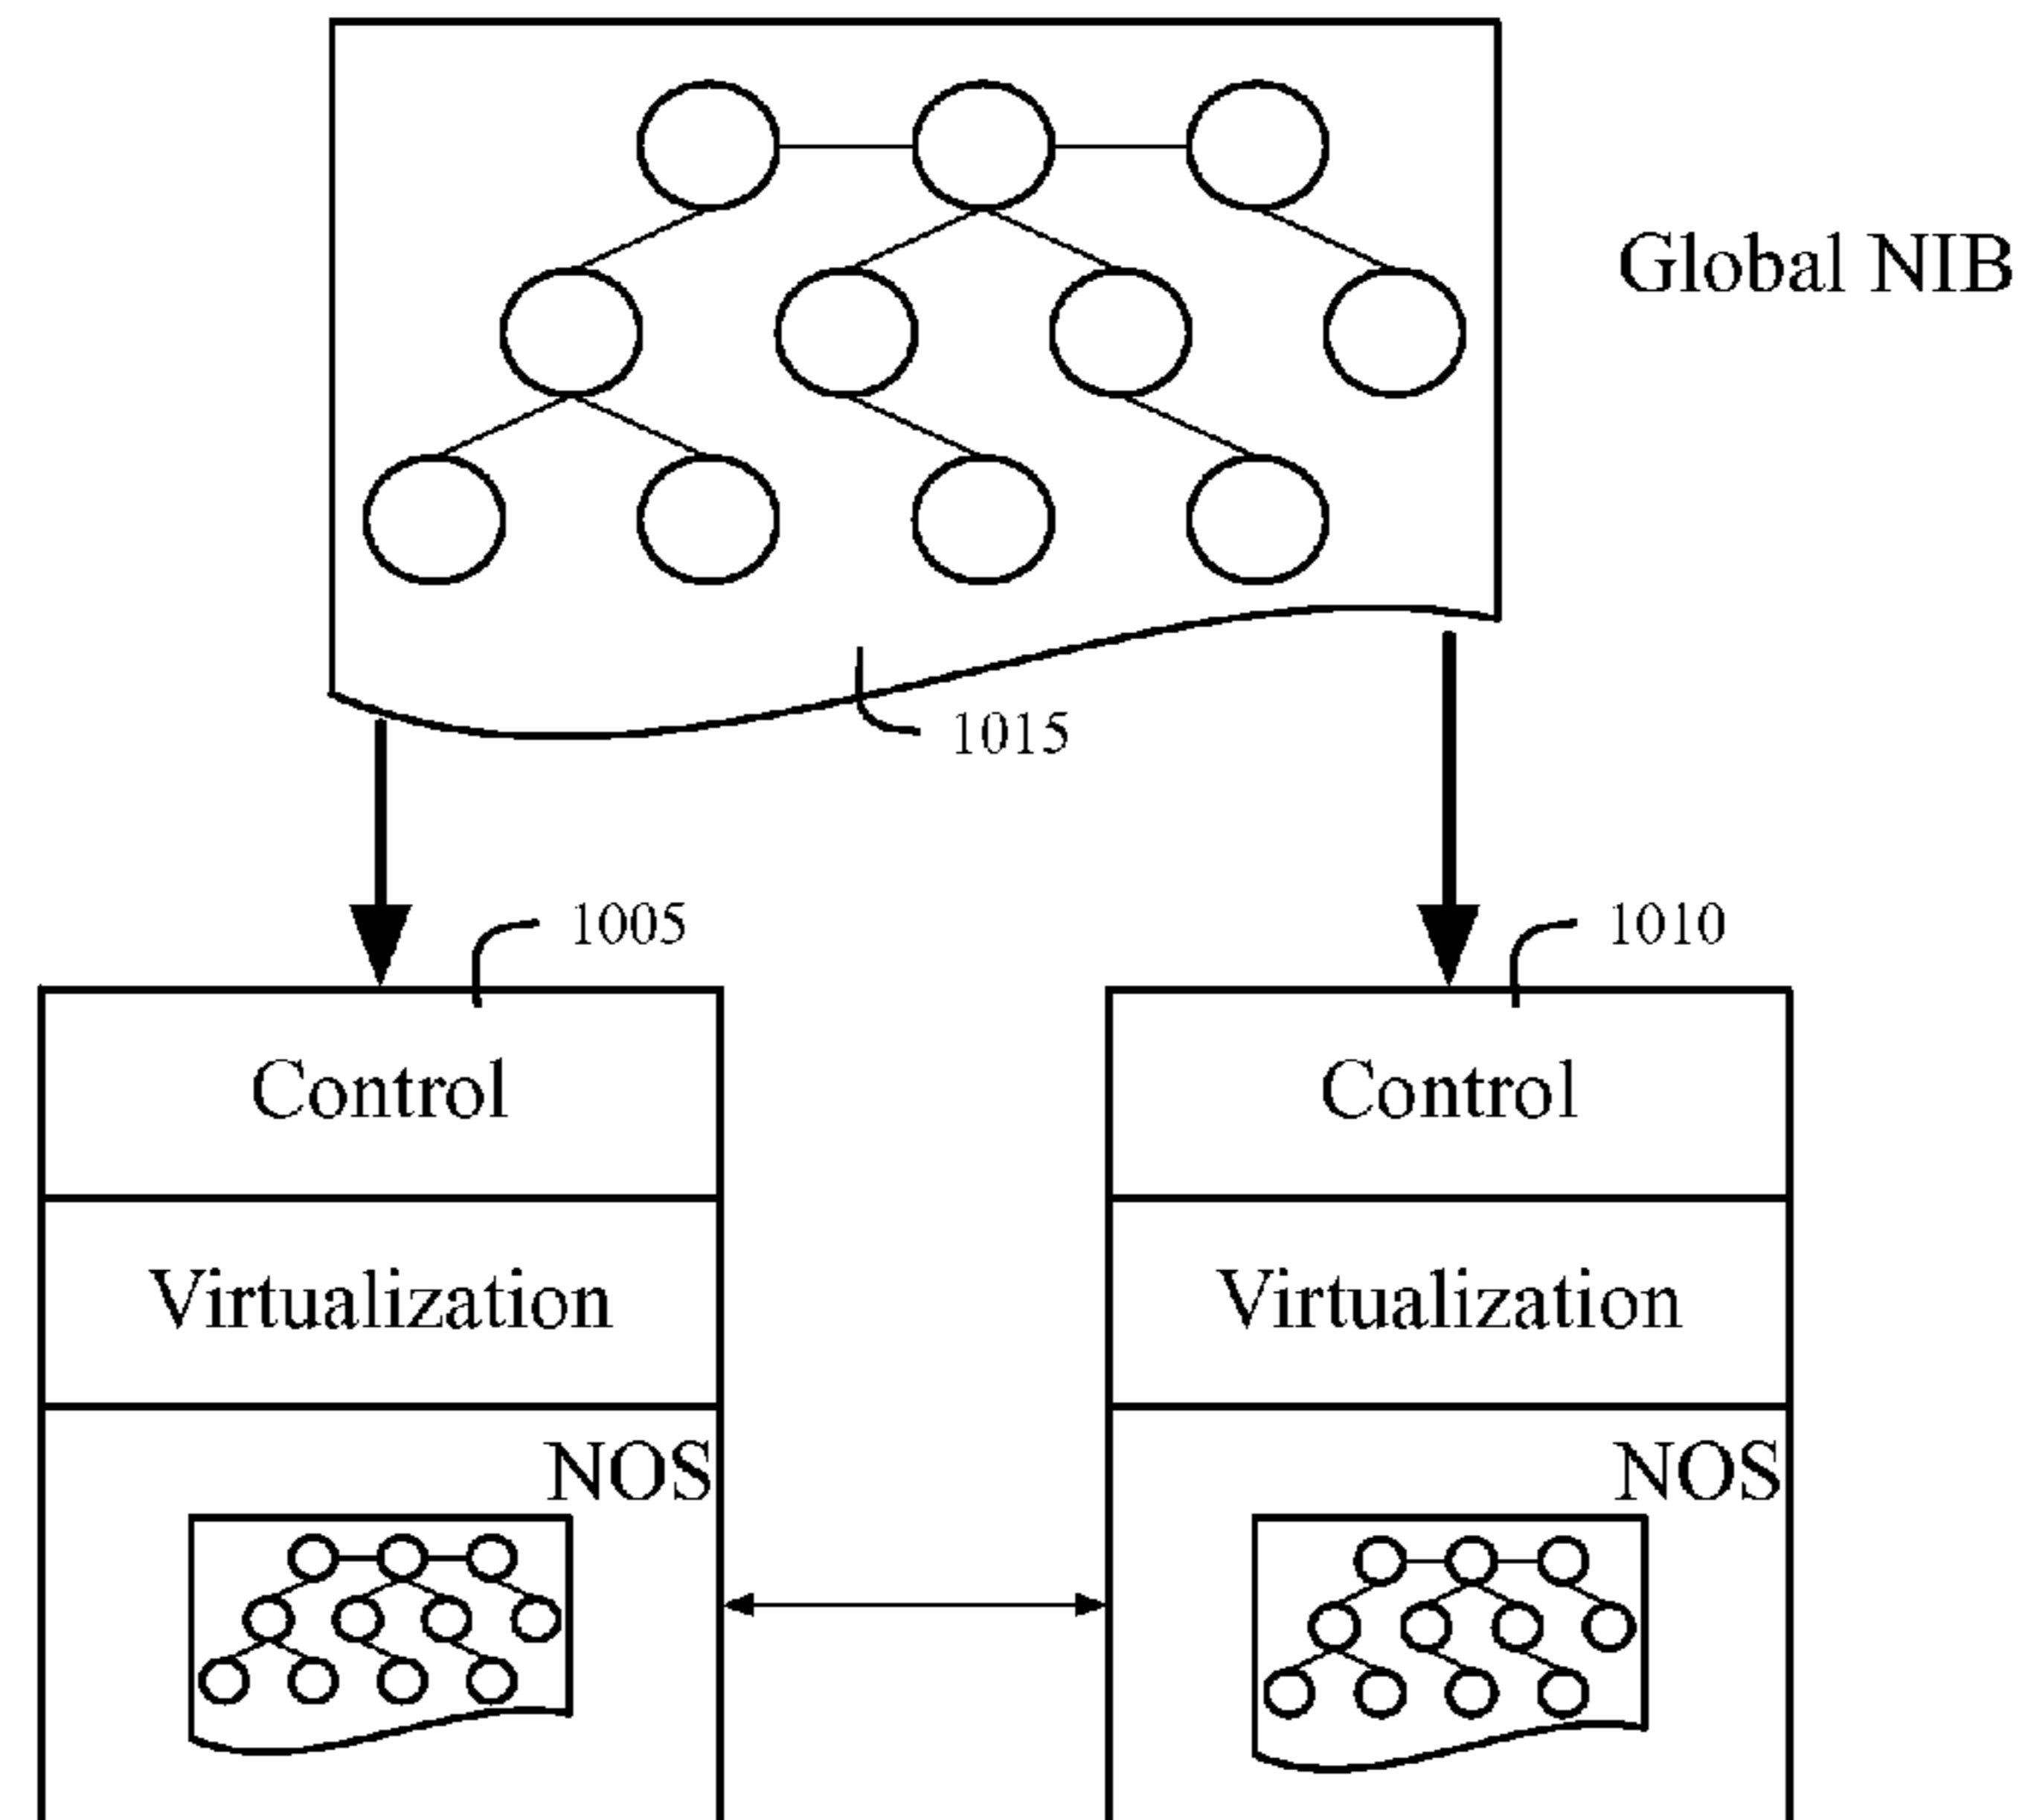 Global NIB
1015
1005
1010
Control
Control
Virtualization
Virtualization
NOS
NOS